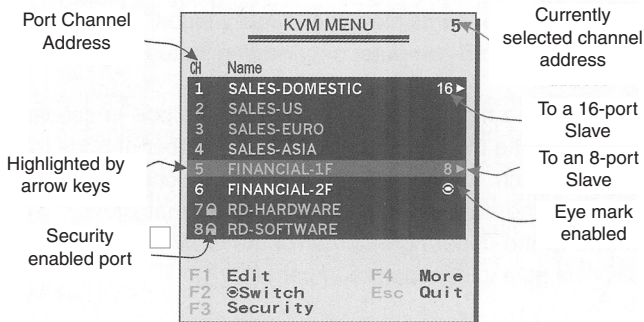 Port Channel
Address
KVM MENU 5
Currently
selected channel
address
CH Name
1 SALES-DOMESTIC 16
2 SALES-US
3 SALES-EURO
4 SALES-ASIA
5 FINANCIAL-1F 8
6 FINANCIAL-2F
7 RD-HARDWARE
8 RD-SOFTWARE
To a 16-port
Slave
Highlighted by
arrow keys
To an 8-port
Slave
Eye mark
enabled
Security
enabled port
F1 Edit F4 More
F2 Switch Esc Quit
F3 Security